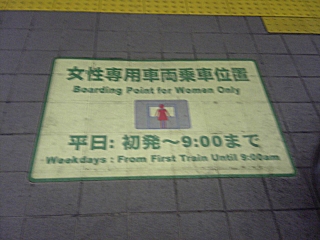 女性専用車両乗車位置
Boarding Point for Women Only
平日: 初発～9:00まで
Weekdays : From First Train Until 9:00am